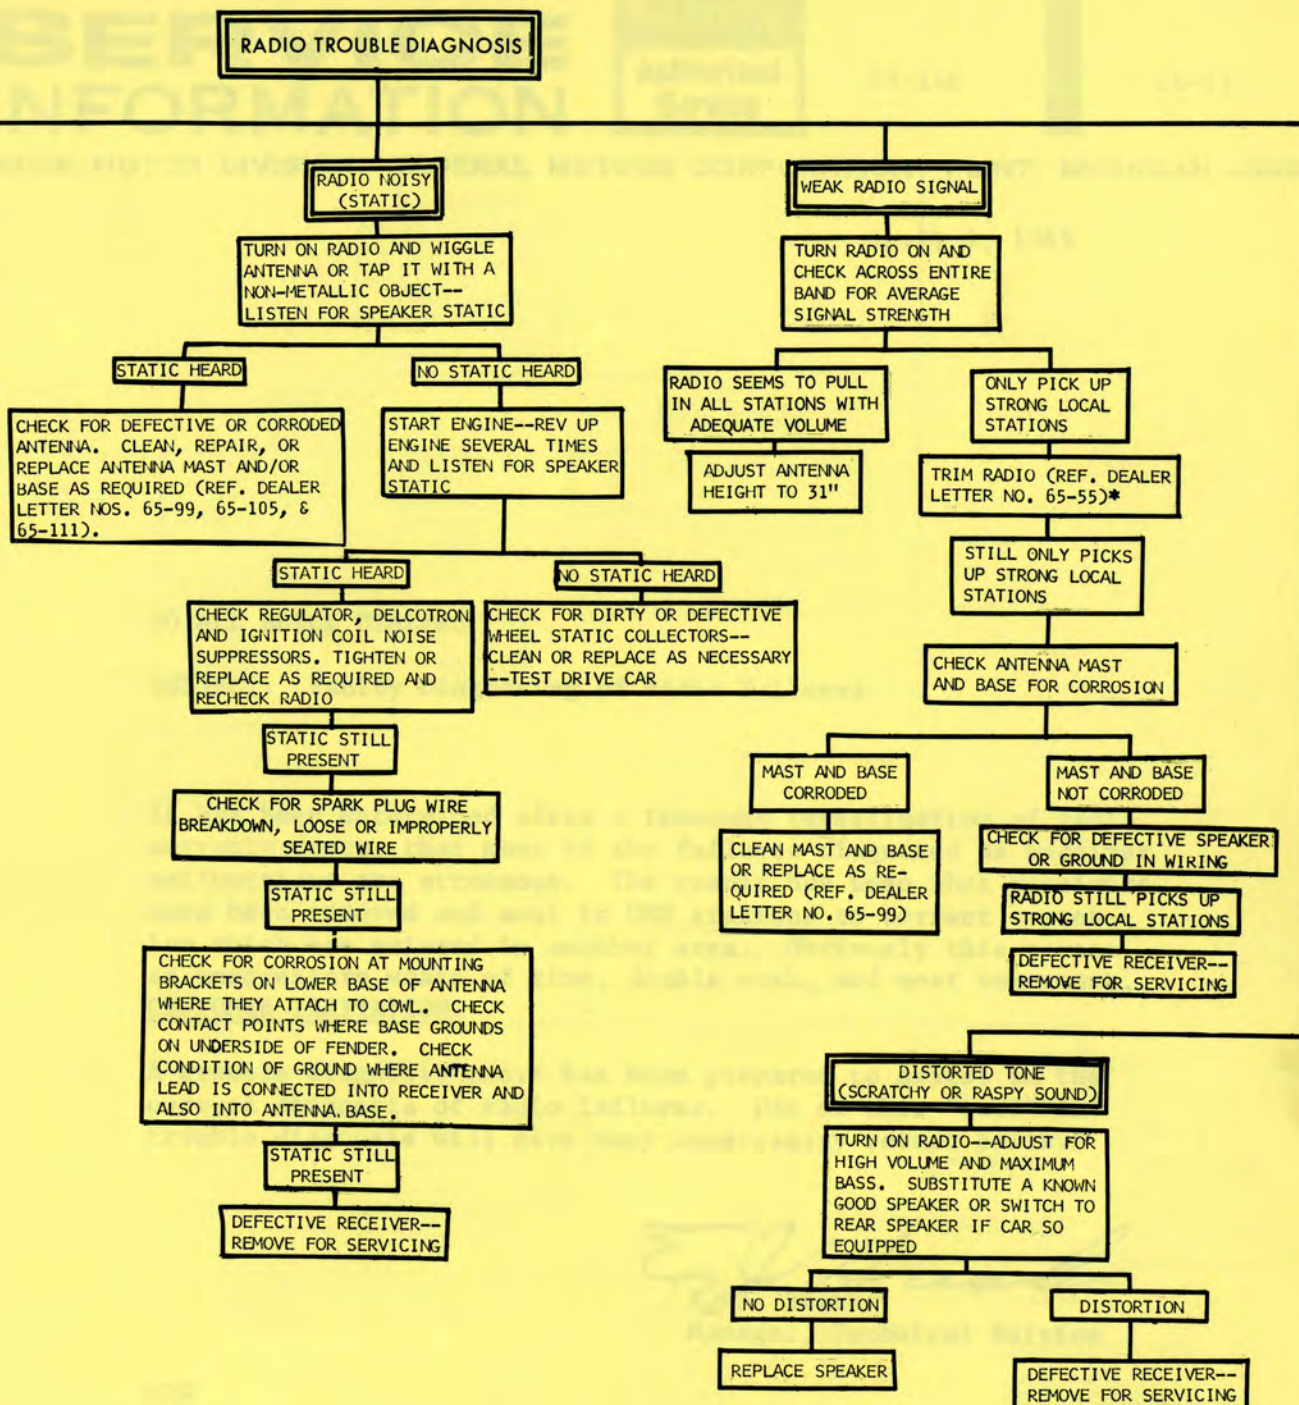 RADIO TROUBLE DIAGNOSIS
RADIO NOISY
(STATIC)
TURN ON RADIO AND WIGGLE
ANTENNA OR TAP IT WITH A
NON-METALLIC OBJECT--
LISTEN FOR SPEAKER STATIC
STATIC HEARD
CHECK FOR DEFECTIVE OR CORRODED
ANTENNA. CLEAN, REPAIR, OR
REPLACE ANTENNA MAST AND/OR
BASE AS REQUIRED (REF. DEALER
LETTER NOS. 65-99, 65-105, &
65-111).
NO STATIC HEARD
START ENGINE--REV UP
ENGINE SEVERAL TIMES
AND LISTEN FOR SPEAKER
STATIC
STATIC HEARD
CHECK REGULATOR, DELCOTRON
AND IGNITION COIL NOISE
SUPPRESSORS. TIGHTEN OR
REPLACE AS REQUIRED AND
RECHECK RADIO
NO STATIC HEARD
CHECK FOR DIRTY OR DEFECTIVE
WHEEL STATIC COLLECTORS--
CLEAN OR REPLACE AS NECESSARY
--TEST DRIVE CAR
STATIC STILL
PRESENT
CHECK FOR SPARK PLUG WIRE
BREAKDOWN, LOOSE OR IMPROPERLY
SEATED WIRE
STATIC STILL
PRESENT
CHECK FOR CORROSION AT MOUNTING
BRACKETS ON LOWER BASE OF ANTENNA
WHERE THEY ATTACH TO COWL. CHECK
CONTACT POINTS WHERE BASE GROUNDS
ON UNDERSIDE OF FENDER. CHECK
CONDITION OF GROUND WHERE ANTENNA
LEAD IS CONNECTED INTO RECEIVER AND
ALSO INTO ANTENNA.BASE.
STATIC STILL
PRESENT
DEFECTIVE RECEIVER--
REMOVE FOR SERVICING
WEAK RADIO SIGNAL
TURN RADIO ON AND
CHECK ACROSS ENTIRE
BAND FOR AVERAGE
SIGNAL STRENGTH
RADIO SEEMS TO PULL
IN ALL STATIONS WITH
ADEQUATE VOLUME
ADJUST ANTENNA
HEIGHT TO 31"
ONLY PICK UP
STRONG LOCAL
STATIONS
TRIM RADIO (REF. DEALER
LETTER NO. 65-55)*
STILL ONLY PICKS
UP STRONG LOCAL
STATIONS
CHECK ANTENNA MAST
AND BASE FOR CORROSION
MAST AND BASE
CORRODED
CLEAN MAST AND BASE
OR REPLACE AS RE-
QUIRED (REF. DEALER
LETTER NO. 65-99)
MAST AND BASE
NOT CORRODED
CHECK FOR DEFECTIVE SPEAKER
OR GROUND IN WIRING
RADIO STILL PICKS UP
STRONG LOCAL STATIONS
DEFECTIVE RECEIVER--
REMOVE FOR SERVICING
DISTORTED TONE
(SCRATCHY OR RASPY SOUND)
TURN ON RADIO--ADJUST FOR
HIGH VOLUME AND MAXIMUM
BASS. SUBSTITUTE A KNOWN
GOOD SPEAKER OR SWITCH TO
REAR SPEAKER IF CAR SO
EQUIPPED
NO DISTORTION
REPLACE SPEAKER
DISTORTION
DEFECTIVE RECEIVER--
REMOVE FOR SERVICING